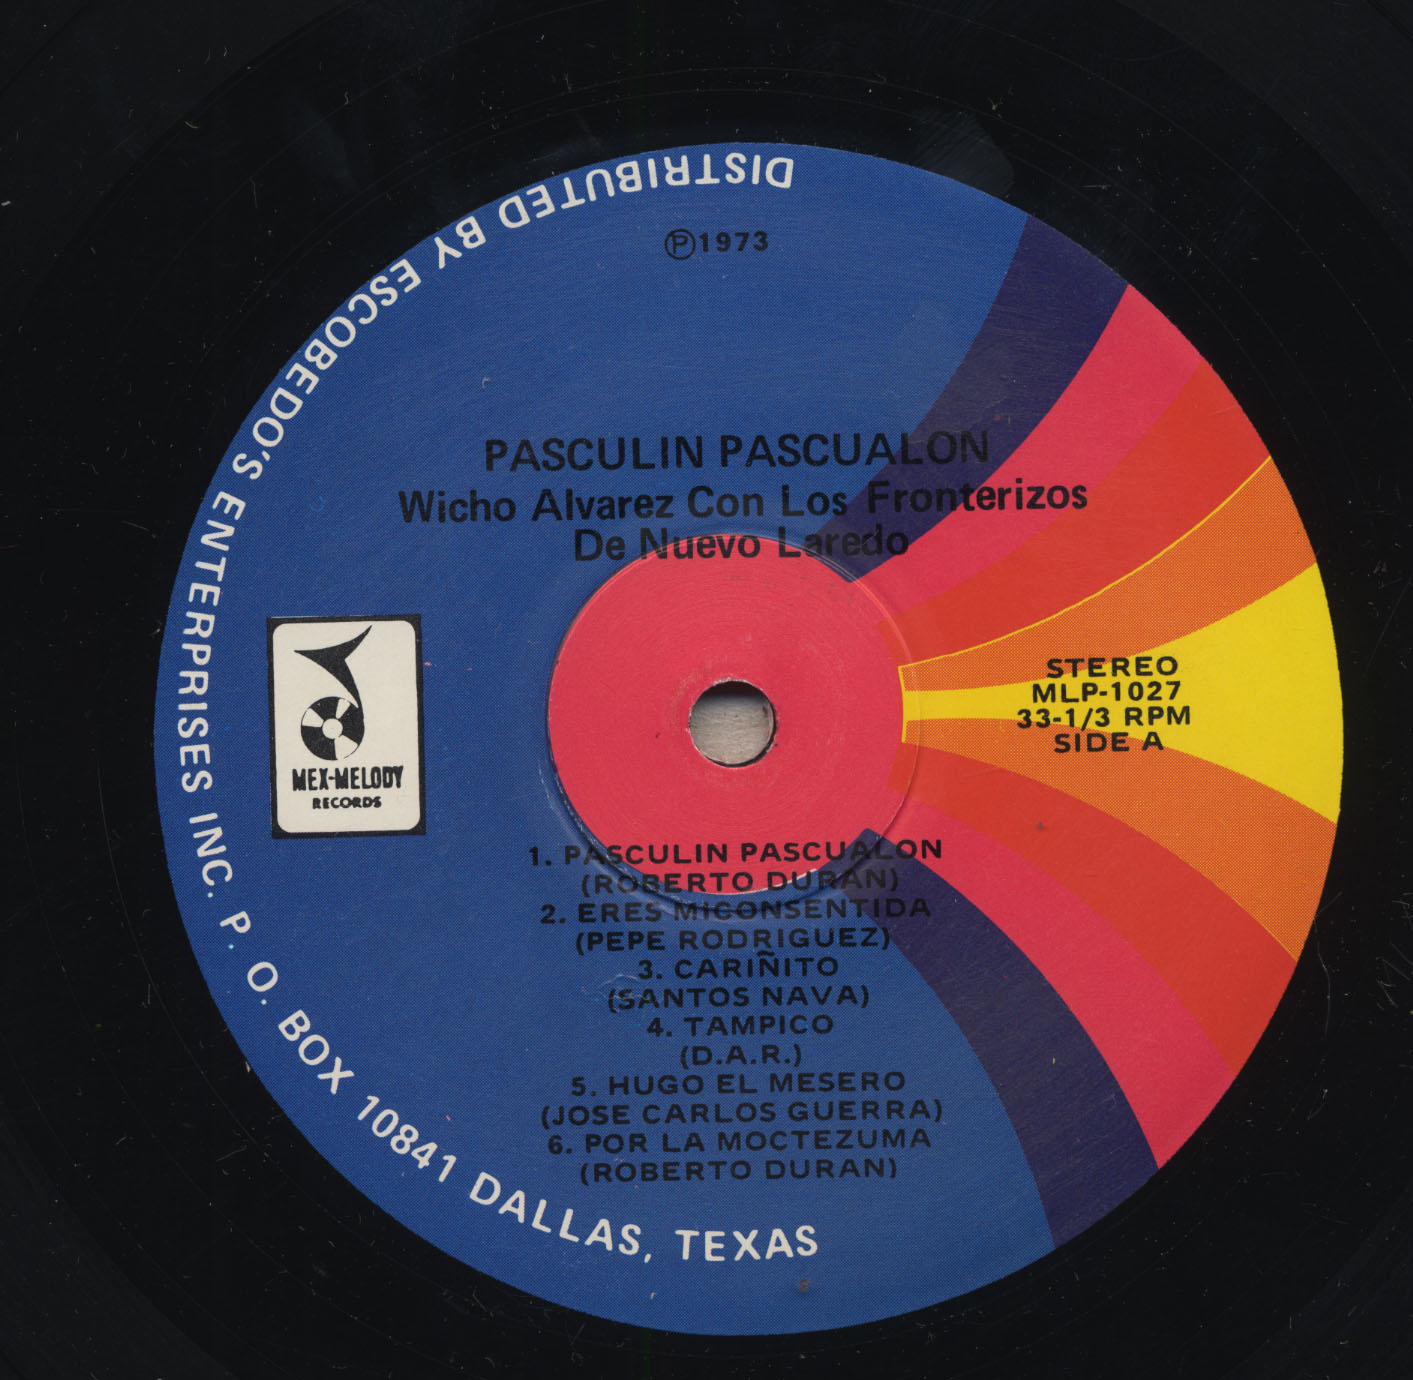 DISTRIBUTED BY ESCOBEDO'S ENTERPRISES INC. P. O. BOX 10841 DALLAS, TEXAS
Ⓟ1973
PASCULIN PASCUALON
Wicho Alvarez Con Los Fronterizos
De Nuevo Laredo
STEREO
MLP-1027
33-1/3 RPM
SIDE A
MEX-MELODY
RECORDS
1. PASCULIN PASCUALON
(ROBERTO DURAN)
2. ERES MICONSENTIDA
(PEPE RODRIGUEZ)
3. CARIÑITO
(SANTOS NAVA)
4. TAMPICO
(D.A.R.)
5. HUGO EL MESERO
(JOSE CARLOS GUERRA)
6. POR LA MOCTEZUMA
(ROBERTO DURAN)